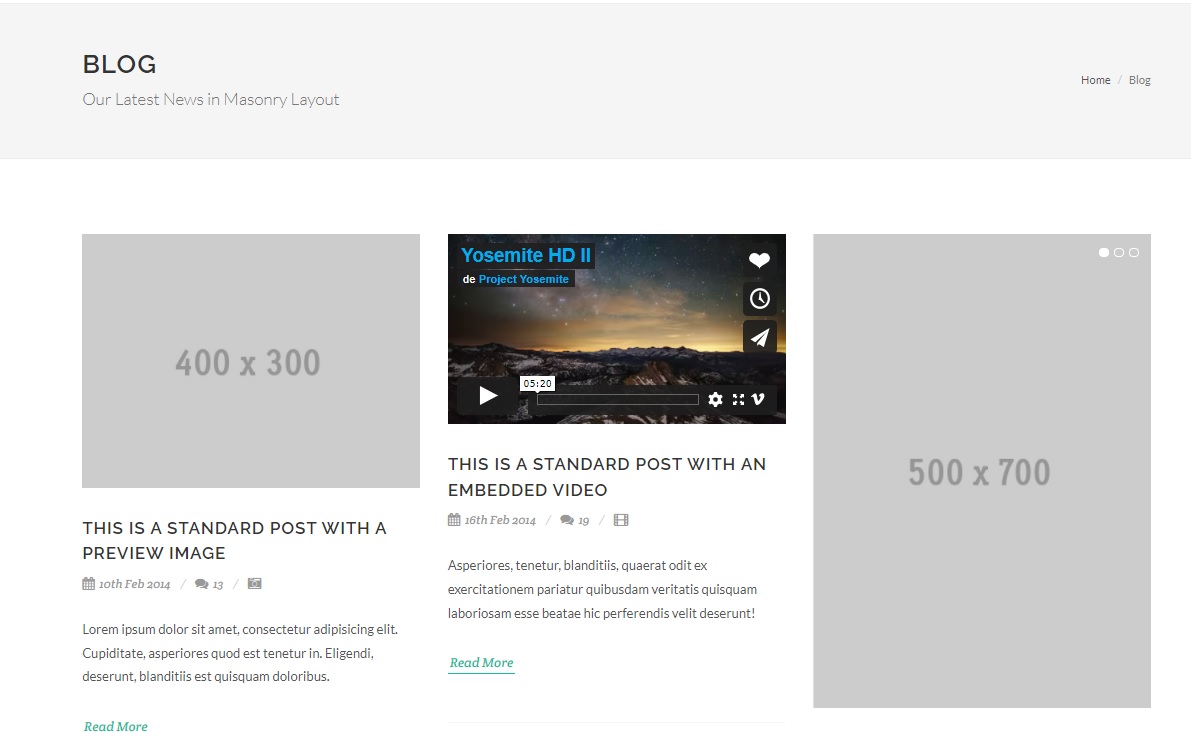 BLOG
Our Latest News in Masonry Layout
Home / Blog
400 x 300
THIS IS A STANDARD POST WITH A
PREVIEW IMAGE
10th Feb 2014 / 13 /
Lorem ipsum dolor sit amet, consectetur adipisicing elit.
Cupiditate, asperiores quod est tenetur in. Eligendi,
deserunt, blanditiis est quisquam doloribus.
Read More
Yosemite HD II
de Project Yosemite
05:20
THIS IS A STANDARD POST WITH AN
EMBEDDED VIDEO
16th Feb 2014 / 19 /
Asperiores, tenetur, blanditiis, quaerat odit ex
exercitationem pariatur quibusdam veritatis quisquam
laboriosam esse beatae hic perferendis velit deserunt!
Read More
500 x 700